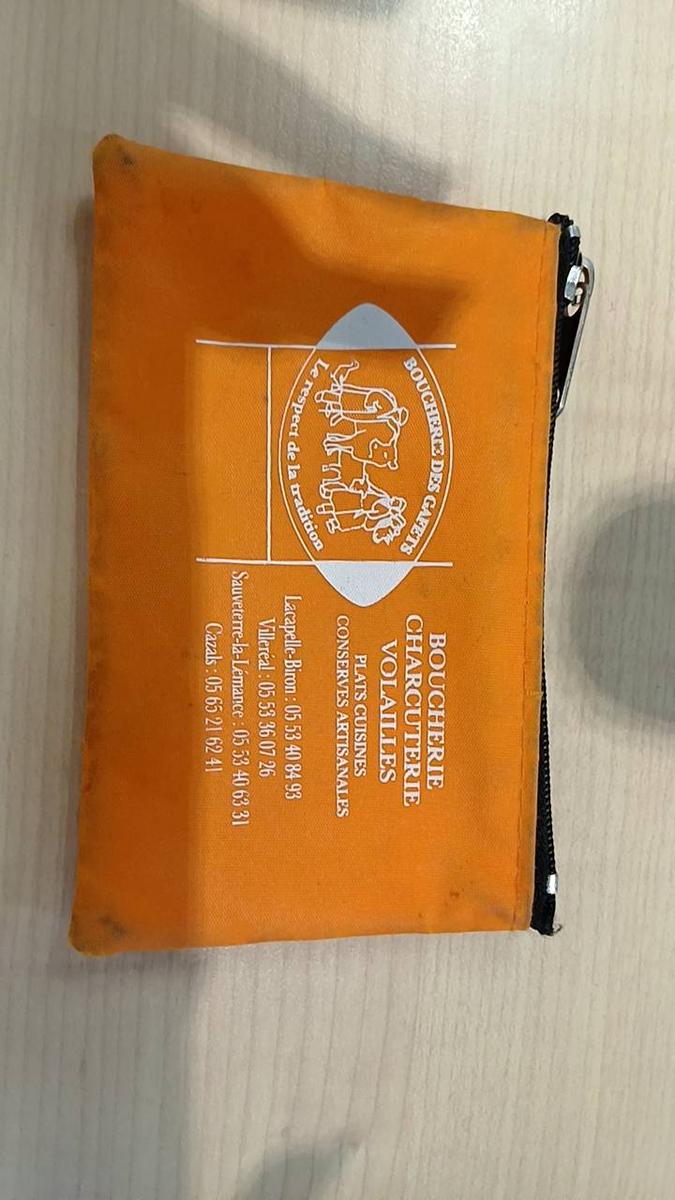 BOUCHERIE DES GAFETS
Le respect de la tradition
BOUCHERIE
CHARCUTERIE
VOLAILLES
PLATS CUISINES
CONSERVES ARTISANALES
Lacapelle-Biron : 05 53 40 84 93
Villeréal : 05 53 36 07 26
Sauveterre-la-Lémance : 05 53 40 63 31
Cazals : 05 65 21 62 41